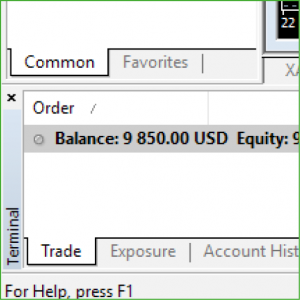 22
Common Favorites
XA
Order
Balance: 9 850.00 USD Equity: 9
Terminal
Trade Exposure Account Hist
For Help, press F1